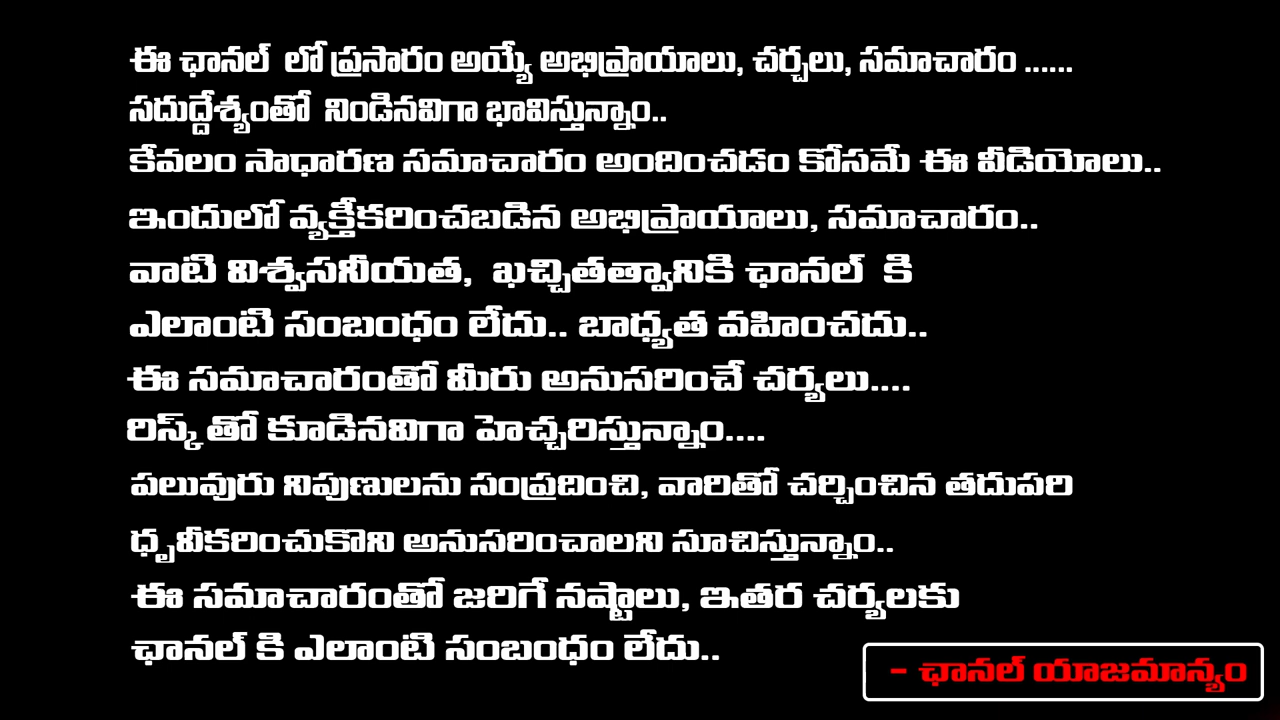 ఈ ఛానల్ లో ప్రసారం అయ్యే అభిప్రాయాలు, చర్చలు, సమాచారం ......
సదుద్దేశ్యంతో నిండినవిగా భావిస్తున్నాం..
కేవలం సాధారణ సమాచారం అందించడం కోసమే ఈ వీడియోలు..
ఇందులో వ్యక్తీకరించబడిన అభిప్రాయాలు, సమాచారం..
వాటి విశ్వసనీయత, ఖచ్చితత్వానికి ఛానల్ కి
ఎలాంటి సంబంధం లేదు.. బాధ్యత వహించదు..
ఈ సమాచారంతో మీరు అనుసరించే చర్యలు....
రిస్క్ తో కూడినవిగా హెచ్చరిస్తున్నాం....
పలువురు నిపుణులను సంప్రదించి, వారితో చర్చించిన తదుపరి
ధృవీకరించుకొని అనుసరించాలని సూచిస్తున్నాం..
ఈ సమాచారంతో జరిగే నష్టాలు, ఇతర చర్యలకు
ఛానల్ కి ఎలాంటి సంబంధం లేదు..
- ఛానల్ యాజమాన్యం